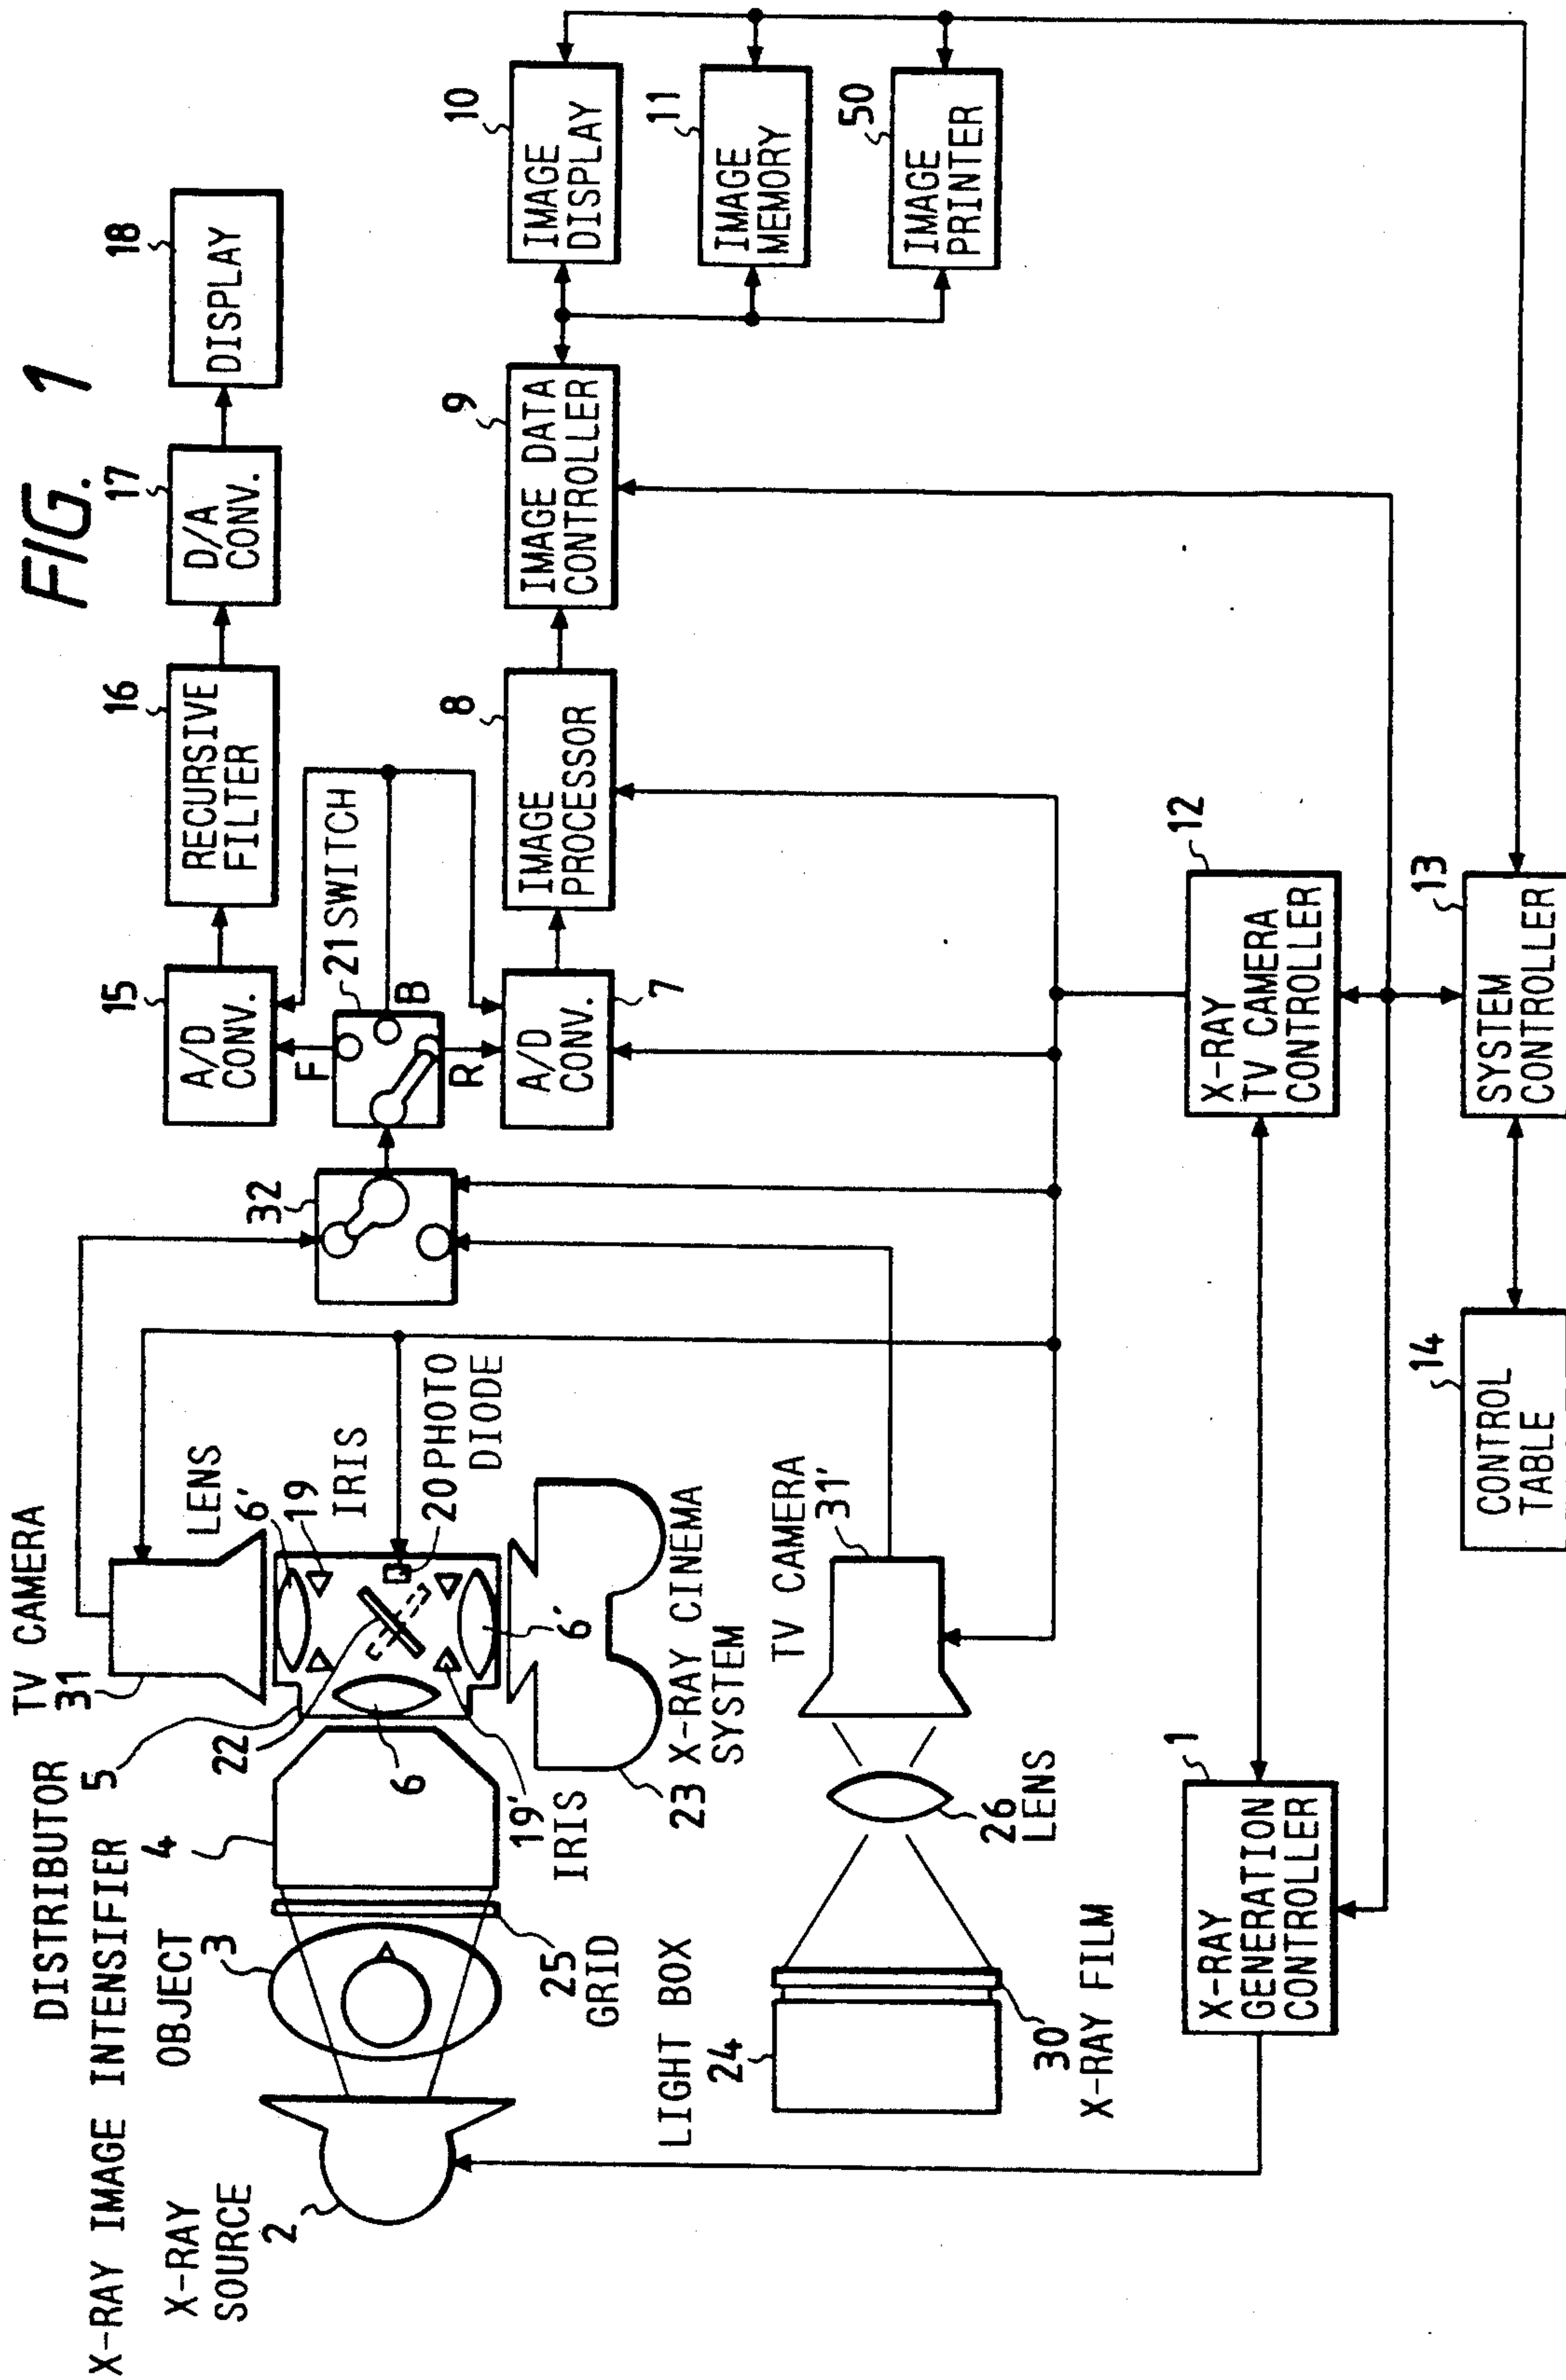 FIG. 1
TV CAMERA
31
DISTRIBUTOR
5
X-RAY IMAGE INTENSIFIER
4
OBJECT
3
X-RAY
SOURCE
2
LENS
6'
19
IRIS
20 PHOTO
DIODE
22
6
6'
19'
IRIS
25
GRID
23 X-RAY CINEMA
SYSTEM
32
21 SWITCH
F
B
R
15
A/D
CONV.
16
RECURSIVE
FILTER
17
D/A
CONV.
18
DISPLAY
7
A/D
CONV.
8
IMAGE
PROCESSOR
9
IMAGE DATA
CONTROLLER
10
IMAGE
DISPLAY
11
IMAGE
MEMORY
50
IMAGE
PRINTER
LIGHT BOX
24
30'
X-RAY FILM
26
LENS
TV CAMERA
31'
1
X-RAY
GENERATION
CONTROLLER
12
X-RAY
TV CAMERA
CONTROLLER
13
SYSTEM
CONTROLLER
14
CONTROL
TABLE